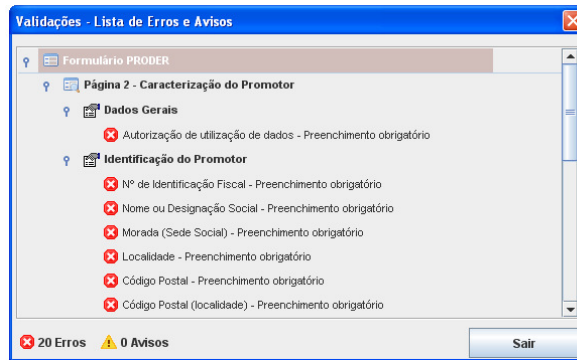 Validações - Lista de Erros e Avisos
Formulário PRODER
Página 2 - Caracterização do Promotor
Dados Gerais
Autorização de utilização de dados - Preenchimento obrigatório
Identificação do Promotor
Nº de Identificação Fiscal - Preenchimento obrigatório
Nome ou Designação Social - Preenchimento obrigatório
Morada (Sede Social) - Preenchimento obrigatório
Localidade - Preenchimento obrigatório
Código Postal - Preenchimento obrigatório
Código Postal (localidade) - Preenchimento obrigatório
20 Erros 0 Avisos Sair